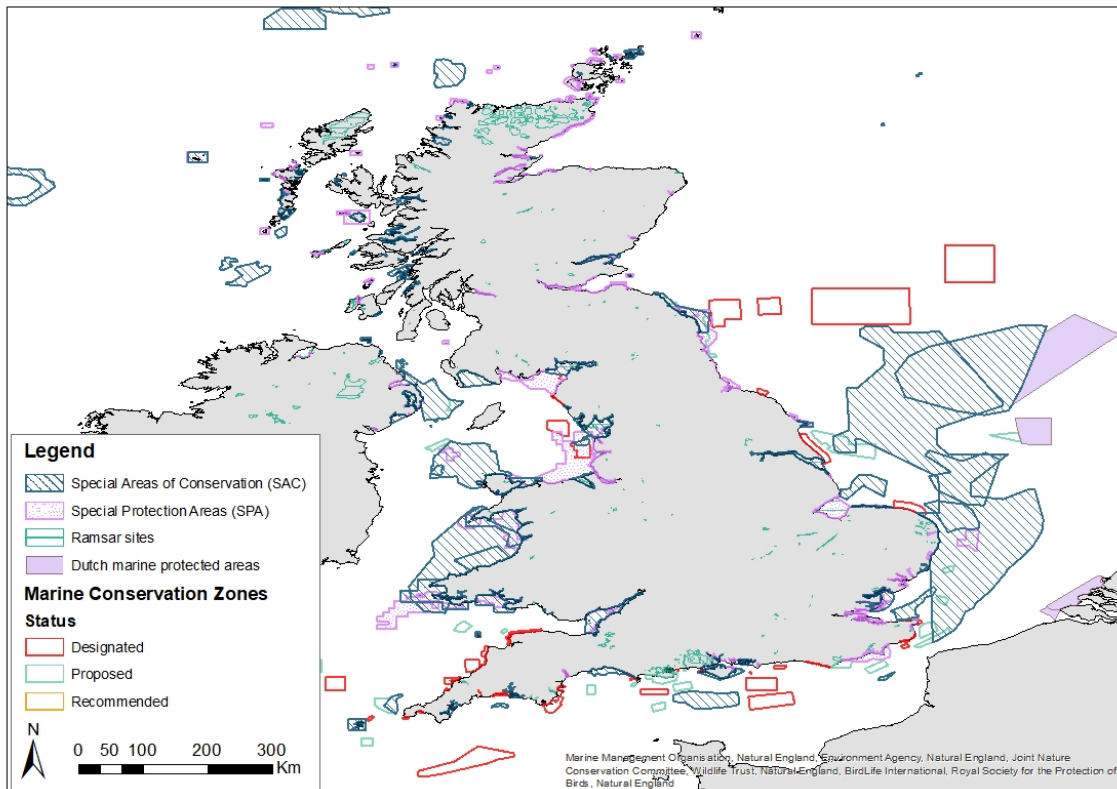 Legend
Special Areas of Conservation (SAC)
Special Protection Areas (SPA)
Ramsar sites
Dutch marine protected areas
Marine Conservation Zones
Status
Designated
Proposed
Recommended
N
0 50 100 200 300
Km
Marine Management Organisation, Natural England, Environment Agency, Natural England, Joint Nature
Conservation Committee, Wildlife Trust, Natural England, BirdLife International, Royal Society for the Protection of
Birds, Natural England